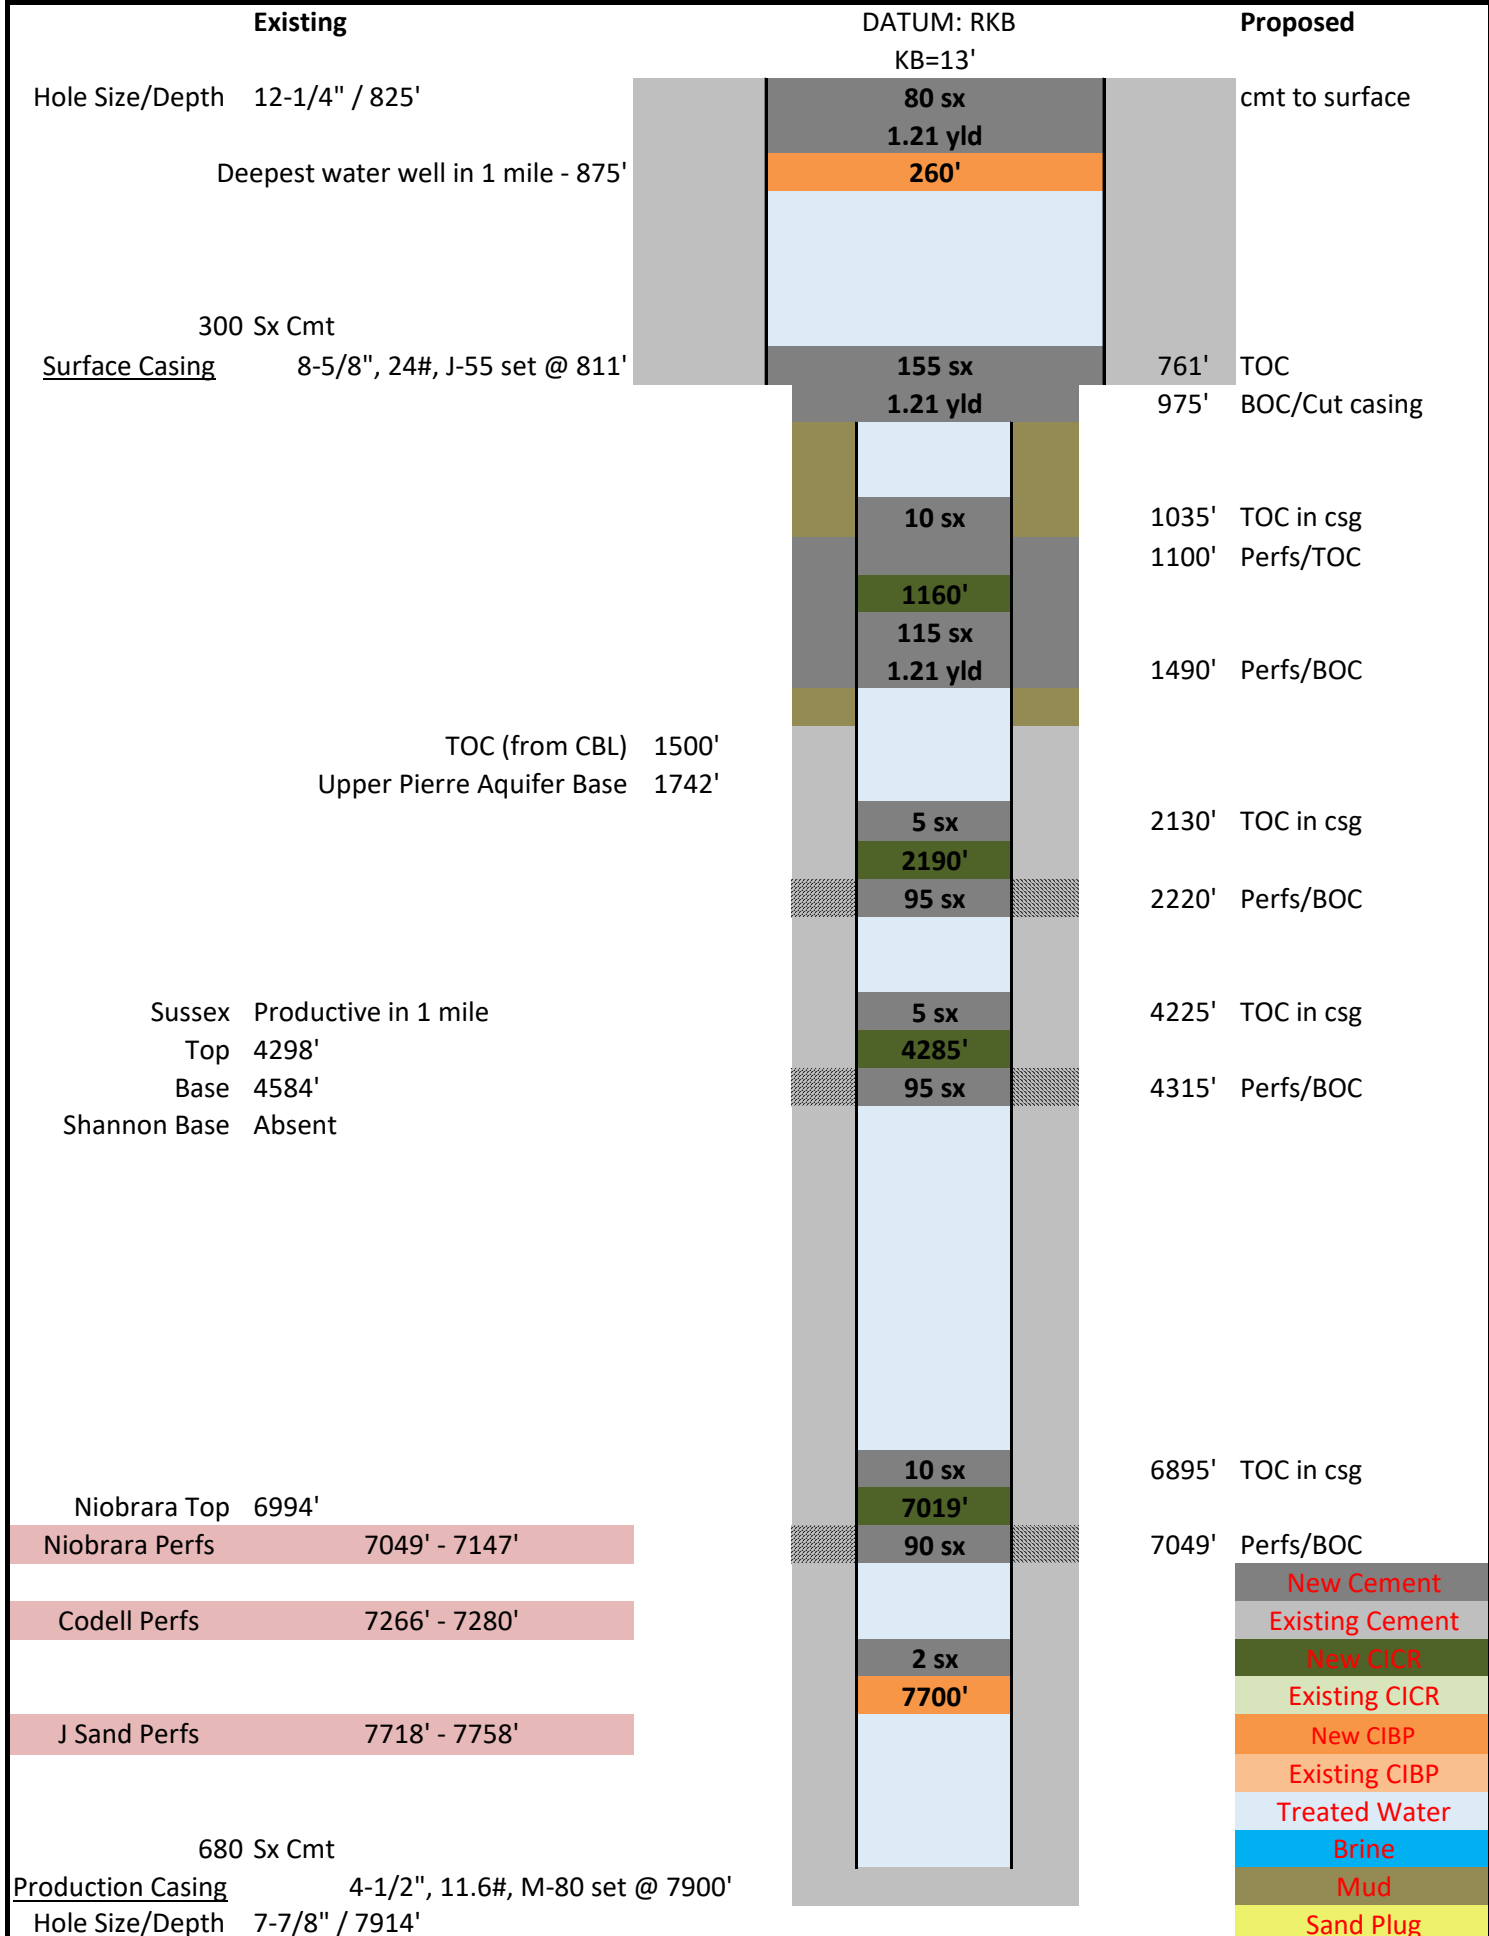 Existing DATUM: RKB Proposed
KB=13'
Hole Size/Depth 12-1/4" / 825' 80 sx cmt to surface
1.21 yld
Deepest water well in 1 mile - 875' 260'
300 Sx Cmt
Surface Casing 8-5/8", 24#, J-55 set @ 811' 155 sx 761' TOC
1.21 yld 975' BOC/Cut casing
10 sx 1035' TOC in csg
1100' Perfs/TOC
1160'
115 sx
1.21 yld 1490' Perfs/BOC
TOC (from CBL) 1500'
Upper Pierre Aquifer Base 1742'
5 sx 2130' TOC in csg
2190'
95 sx 2220' Perfs/BOC
Sussex Productive in 1 mile 5 sx 4225' TOC in csg
Top 4298' 4285'
Base 4584' 95 sx 4315' Perfs/BOC
Shannon Base Absent
10 sx 6895' TOC in csg
Niobrara Top 6994' 7019'
Niobrara Perfs 7049' - 7147' 90 sx 7049' Perfs/BOC
New Cement
Codell Perfs 7266' - 7280' Existing Cement
2 sx New CICR
7700' Existing CICR
J Sand Perfs 7718' - 7758' New CIBP
Existing CIBP
Treated Water
680 Sx Cmt Brine
Production Casing 4-1/2", 11.6#, M-80 set @ 7900' Mud
Hole Size/Depth 7-7/8" / 7914' Sand Plug